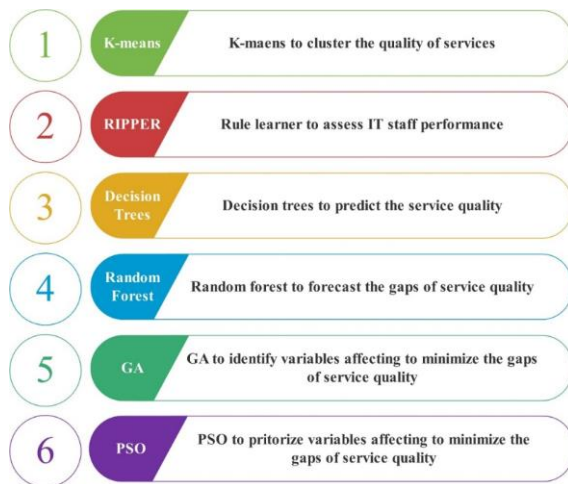 1
K-means
K-maens to cluster the quality of services
2
RIPPER
Rule learner to assess IT staff performance
3
Decision
Trees
Decision trees to predict the service quality
4
Random
Forest
Random forest to forecast the gaps of service quality
5
GA
GA to identify variables affecting to minimize the gaps
of service quality
6
PSO
PSO to pritorize variables affecting to minimize the
gaps of service quality